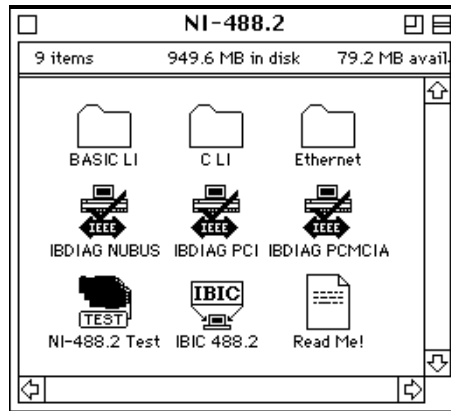 NI-488.2
9 items 949.6 MB in disk 79.2 MB avail.
BASIC LI C LI Ethernet
IEEE IEEE IEEE
IBDIAG NUBUS IBDIAG PCI IBDIAG PCMCIA
TEST IBIC
NI-488.2 Test IBIC 488.2 Read Me!